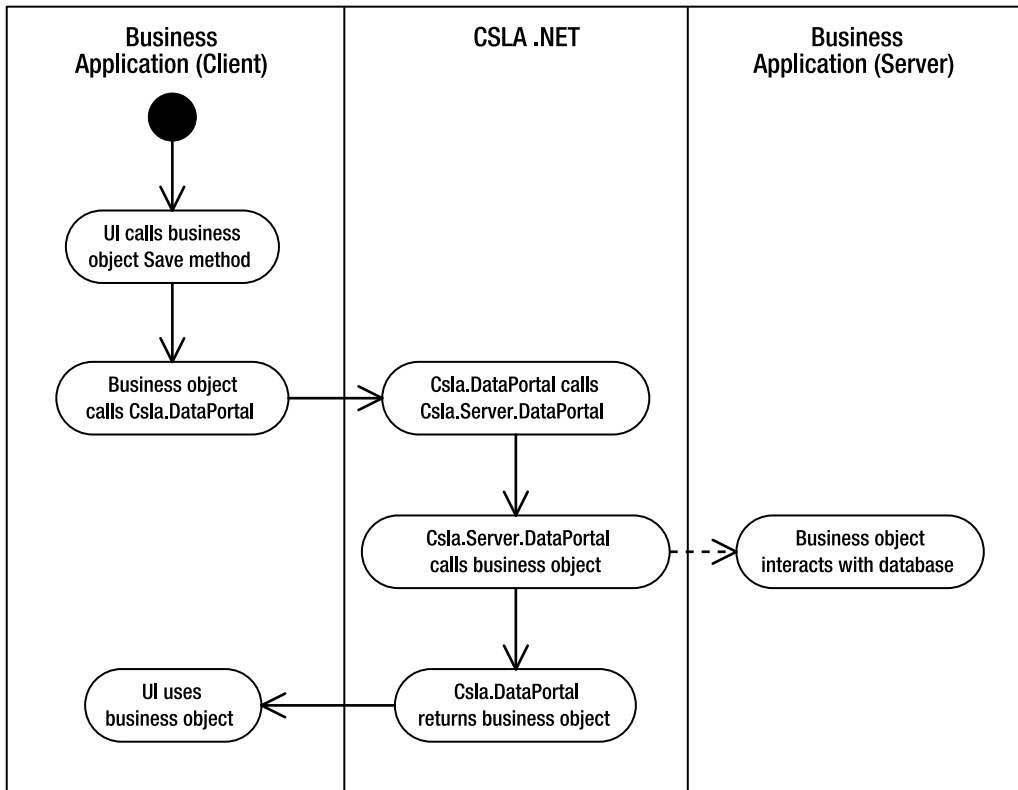 Business
Application (Client)
CSLA .NET
Business
Application (Server)
UI calls business
object Save method
Business object
calls Csla.DataPortal
Csla.DataPortal calls
Csla.Server.DataPortal
Csla.Server.DataPortal
calls business object
Business object
interacts with database
UI uses
business object
Csla.DataPortal
returns business object